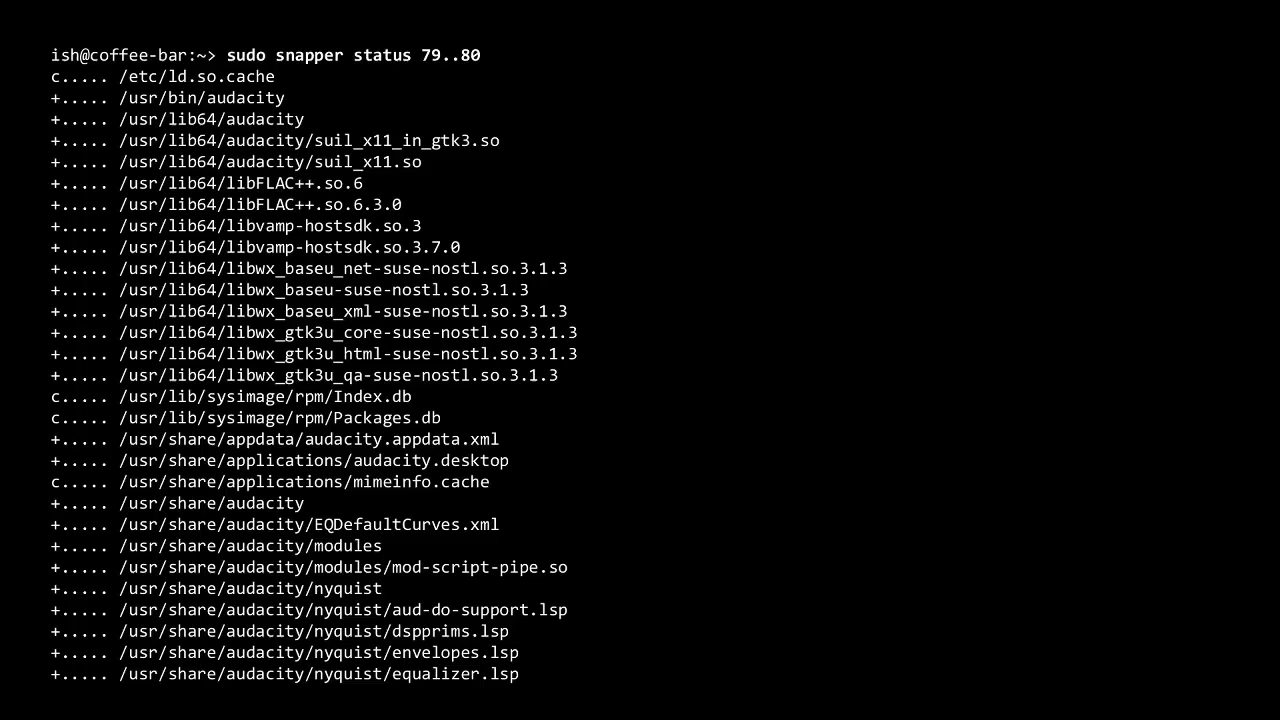 ish@coffee-bar:~> sudo snapper status 79..80
c..... /etc/ld.so.cache
+..... /usr/bin/audacity
+..... /usr/lib64/audacity
+..... /usr/lib64/audacity/suil_x11_in_gtk3.so
+..... /usr/lib64/audacity/suil_x11.so
+..... /usr/lib64/libFLAC++.so.6
+..... /usr/lib64/libFLAC++.so.6.3.0
+..... /usr/lib64/libvamp-hostsdk.so.3
+..... /usr/lib64/libvamp-hostsdk.so.3.7.0
+..... /usr/lib64/libwx_baseu_net-suse-nostl.so.3.1.3
+..... /usr/lib64/libwx_baseu-suse-nostl.so.3.1.3
+..... /usr/lib64/libwx_baseu_xml-suse-nostl.so.3.1.3
+..... /usr/lib64/libwx_gtk3u_core-suse-nostl.so.3.1.3
+..... /usr/lib64/libwx_gtk3u_html-suse-nostl.so.3.1.3
+..... /usr/lib64/libwx_gtk3u_qa-suse-nostl.so.3.1.3
c..... /usr/lib/sysimage/rpm/Index.db
c..... /usr/lib/sysimage/rpm/Packages.db
+..... /usr/share/appdata/audacity.appdata.xml
+..... /usr/share/applications/audacity.desktop
c..... /usr/share/applications/mimeinfo.cache
+..... /usr/share/audacity
+..... /usr/share/audacity/EQDefaultCurves.xml
+..... /usr/share/audacity/modules
+..... /usr/share/audacity/modules/mod-script-pipe.so
+..... /usr/share/audacity/nyquist
+..... /usr/share/audacity/nyquist/aud-do-support.lsp
+..... /usr/share/audacity/nyquist/dspprims.lsp
+..... /usr/share/audacity/nyquist/envelopes.lsp
+..... /usr/share/audacity/nyquist/equalizer.lsp